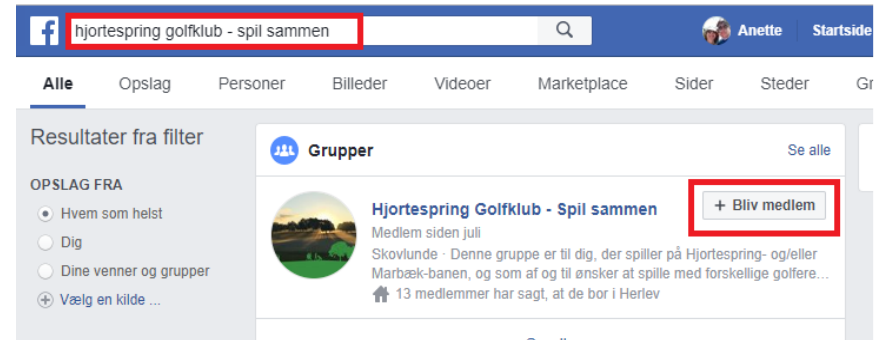 f hjortespring golfklub - spil sammen Anette Startside
Alle Opslag Personer Billeder Videoer Marketplace Sider Steder Gr
Resultater fra filter
OPSLAG FRA
Hvem som helst
Dig
Dine venner og grupper
Vælg en kilde ...
Grupper Se alle
Hjortespring Golfklub - Spil sammen + Bliv medlem
Medlem siden juli
Skovlunde · Denne gruppe er til dig, der spiller på Hjortespring- og/eller
Marbæk-banen, og som af og til ønsker at spille med forskellige golfere...
13 medlemmer har sagt, at de bor i Herlev